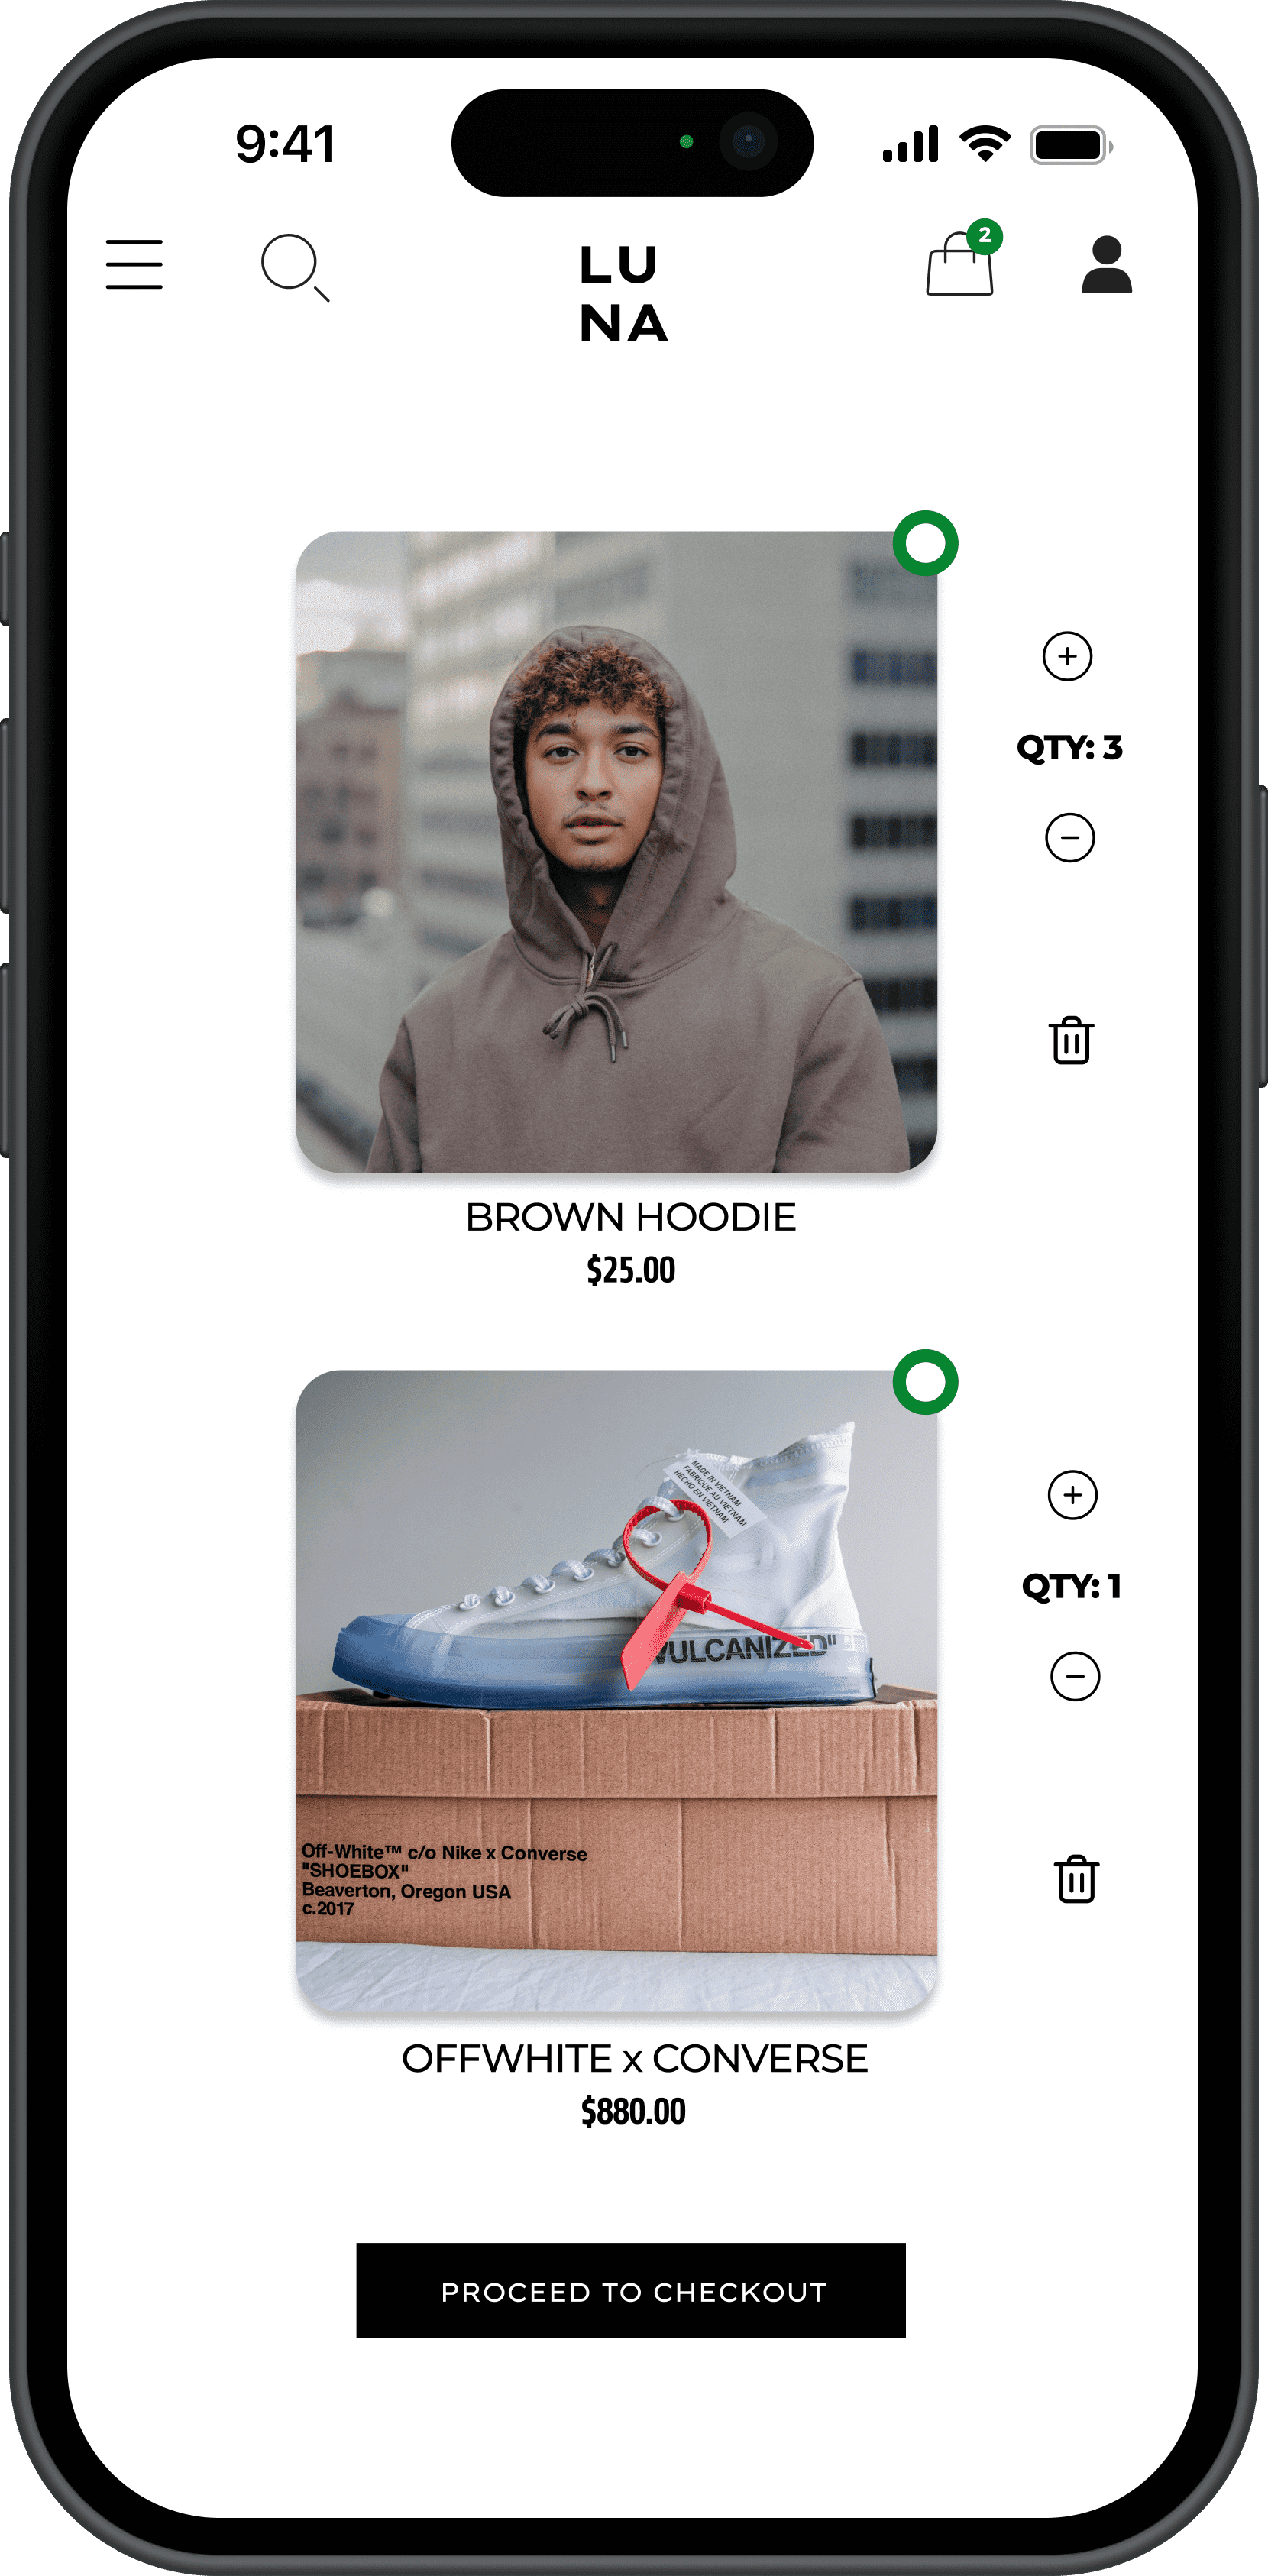 9:41
2
LU
NA
QTY: 3
BROWN HOODIE
$25.00
MADE IN VIETNAM
FABRIQUE AU VIETNAM
HECHO EN VIETNAM
QTY: 1
VULCANIZED"
Off-White™ c/o Nike x Converse
"SHOEBOX"
Beaverton, Oregon USA
c.2017
OFFWHITE x CONVERSE
$880.00
PROCEED TO CHECKOUT